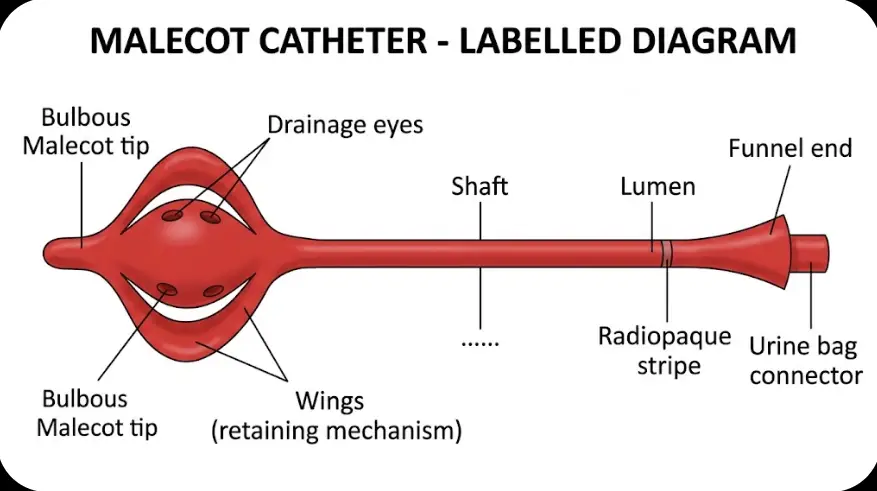 MALECOT CATHETER - LABELLED DIAGRAM
Bulbous
Malecot tip
Drainage eyes
Shaft
Lumen
Funnel end
......
Radiopaque
stripe
Urine bag
connector
Bulbous
Malecot tip
Wings
(retaining mechanism)